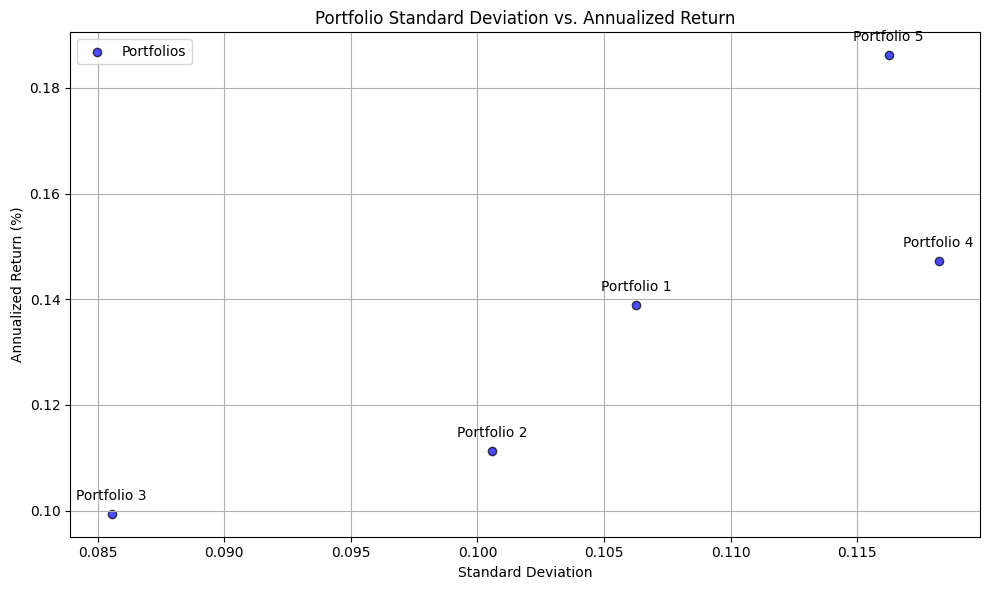 Portfolio Standard Deviation vs. Annualized Return
Portfolios
Portfolio 5
Portfolio 4
Portfolio 1
Portfolio 2
Portfolio 3
Annualized Return (%)
0.18
0.16
0.14
0.12
0.10
0.085 0.090 0.095 0.100 0.105 0.110 0.115
Standard Deviation